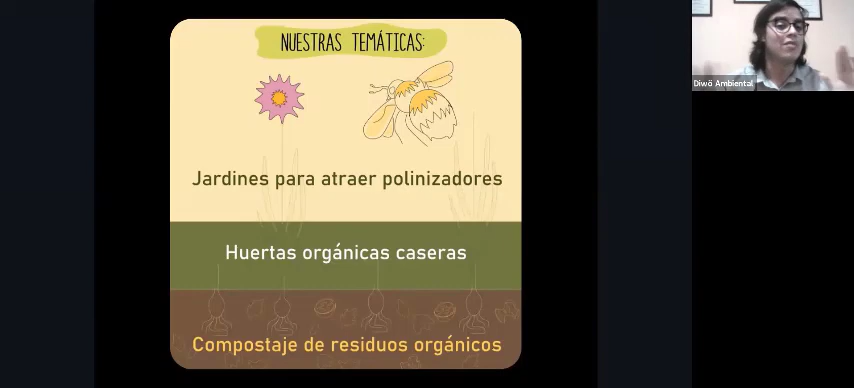 NUESTRAS TEMÁTICAS:
Jardines para atraer polinizadores
Huertas orgánicas caseras
Compostaje de residuos orgánicos
Diwö Ambiental